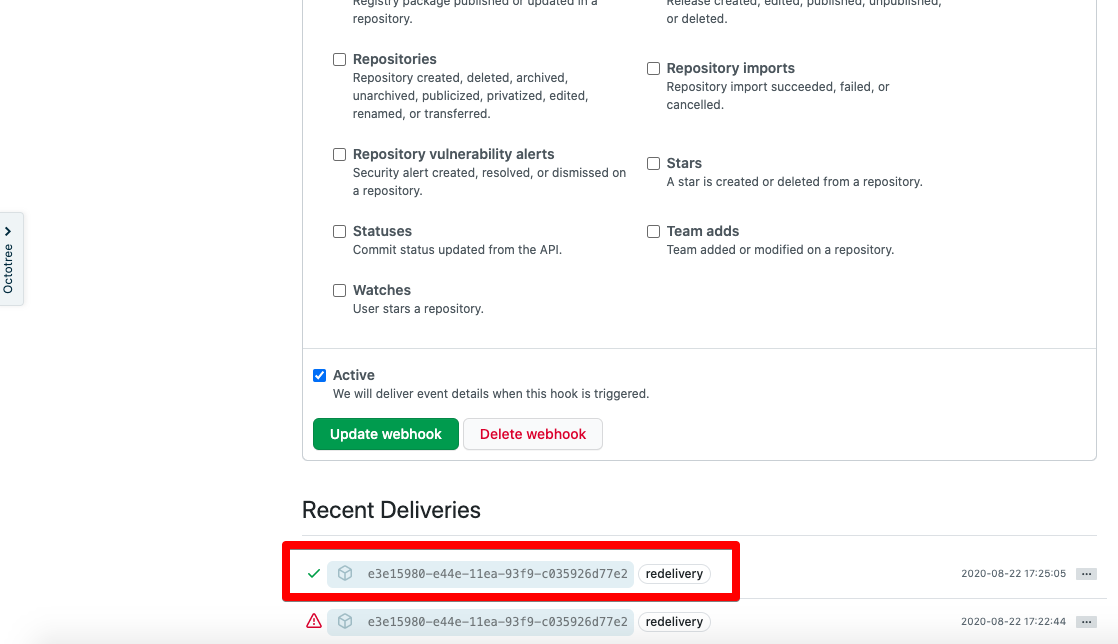 Registry package published or updated in a
repository.
Release created, edited, published, unpublished,
or deleted.
Repositories
Repository created, deleted, archived,
unarchived, publicized, privatized, edited,
renamed, or transferred.
Repository imports
Repository import succeeded, failed, or
cancelled.
Repository vulnerability alerts
Security alert created, resolved, or dismissed on
a repository.
Stars
A star is created or deleted from a repository.
Octotree
Statuses
Commit status updated from the API.
Team adds
Team added or modified on a repository.
Watches
User stars a repository.
Active
We will deliver event details when this hook is triggered.
Update webhook
Delete webhook
Recent Deliveries
e3e15980-e44e-11ea-93f9-c035926d77e2 redelivery 2020-08-22 17:25:05 ...
e3e15980-e44e-11ea-93f9-c035926d77e2 redelivery 2020-08-22 17:22:44 ...